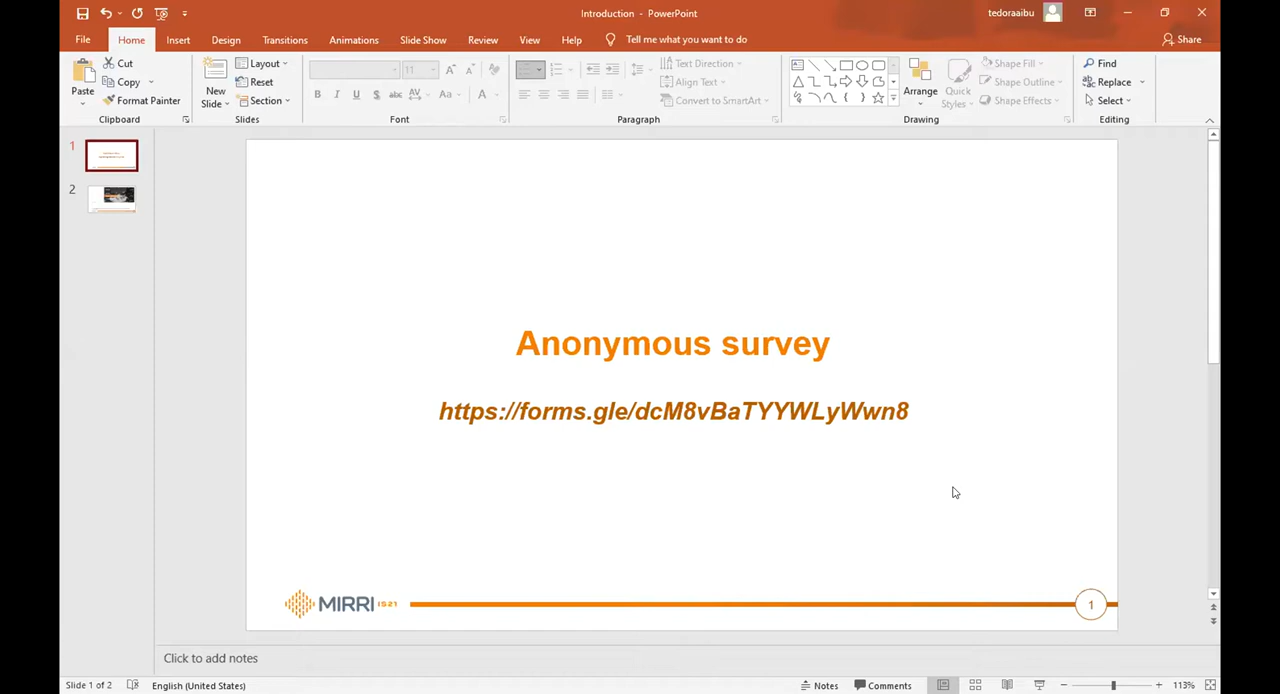 Introduction - PowerPoint
tedoraaibu
File Home Insert Design Transitions Animations Slide Show Review View Help Tell me what you want to do Share
Paste
Cut
Copy
Format Painter
Clipboard
New
Slide
Layout
Reset
Section
Slides
11
Font
Text Direction
Align Text
Convert to SmartArt
Paragraph
Arrange
Quick
Styles
Shape Fill
Shape Outline
Shape Effects
Drawing
Find
Replace
Select
Editing
1
2
Anonymous survey
https://forms.gle/dcM8vBaTYYWLyWwn8
MIRRI IS21
1
Click to add notes
Slide 1 of 2 English (United States) Notes Comments 113%